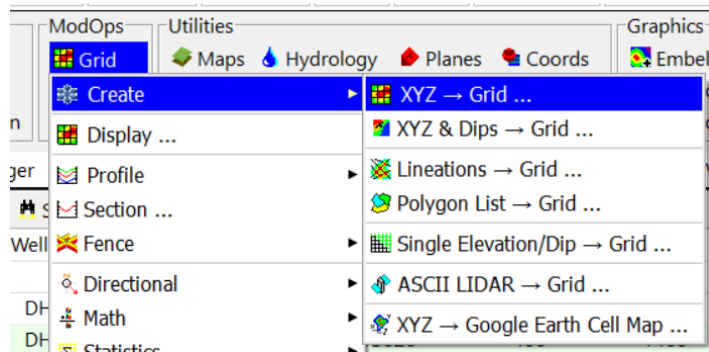 ModOps Utilities Graphics
Grid Maps Hydrology Planes Coords Embel
Create XYZ → Grid ...
Display ... XYZ & Dips → Grid ...
Profile Lineations → Grid ...
Section ... Polygon List → Grid ...
Well Fence Single Elevation/Dip → Grid ...
Directional ASCII LIDAR → Grid ...
DH Math XYZ → Google Earth Cell Map ...
DH Statistics